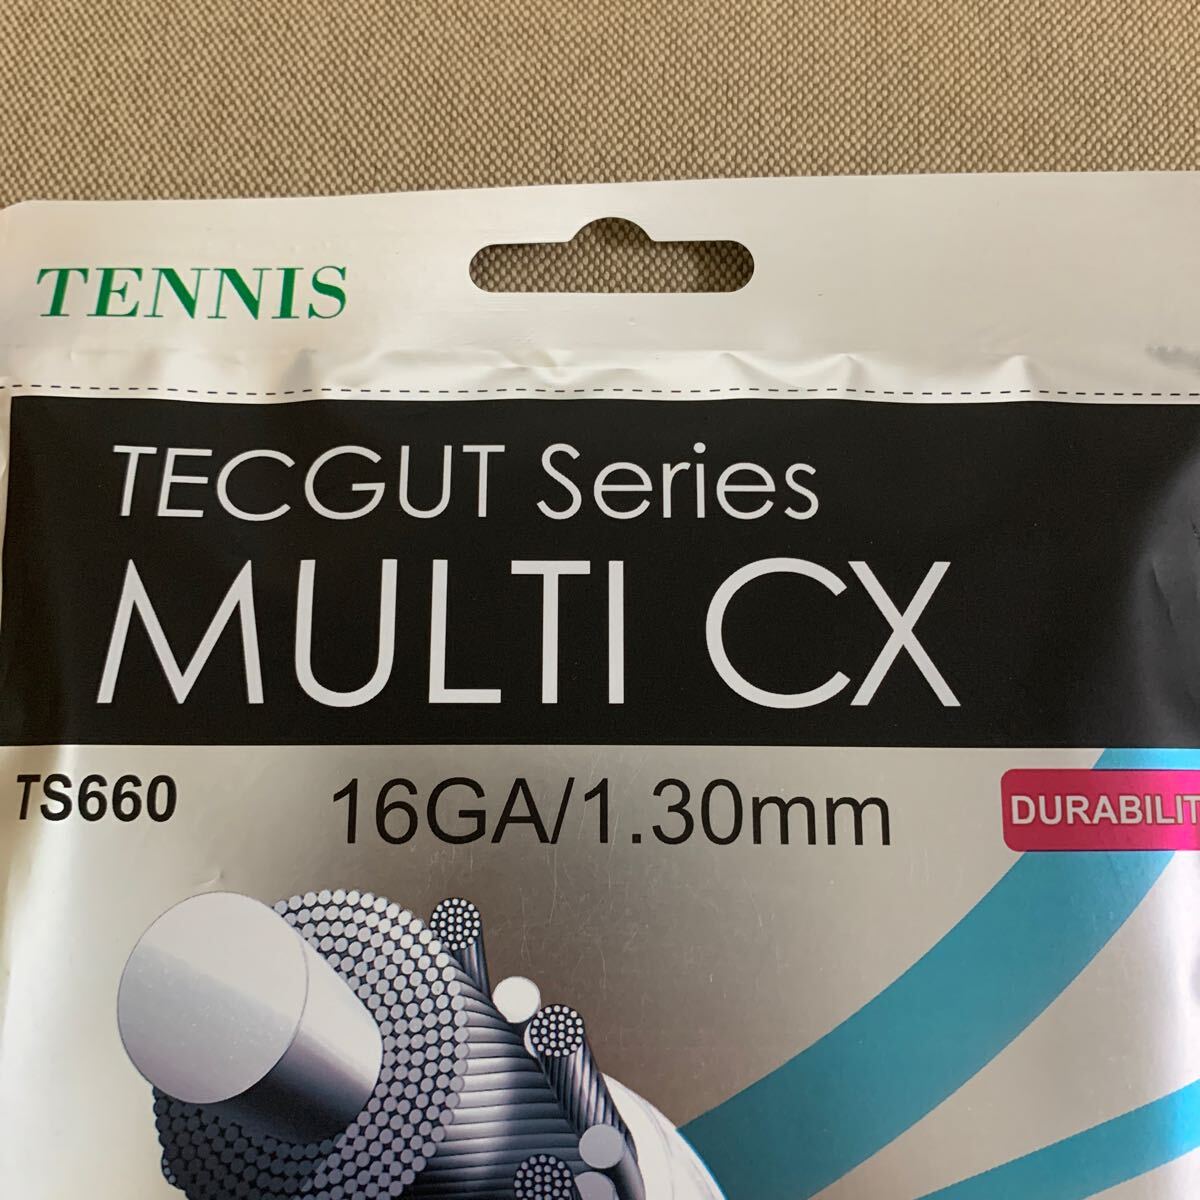 TENNIS
TECGUT Series
MULTI CX
TS660
16GA/1.30mm
DURABILIT